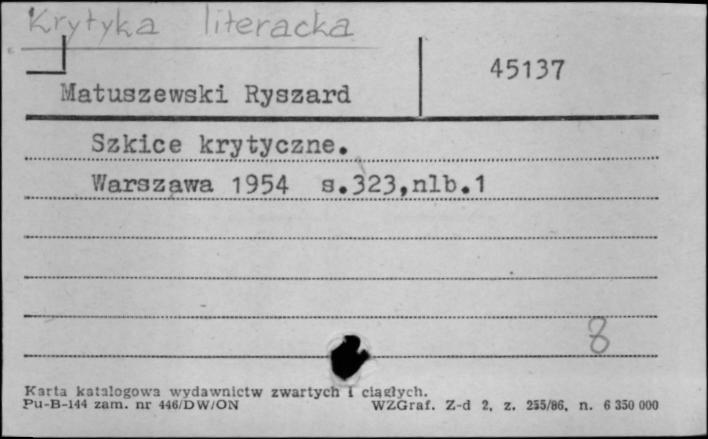 Krytyka literacka
45137
Matuszewski Ryszard
Szkice krytyczne.
Warszawa 1954 s.323,nlb.1
8
Karta katalogowa wydawnictw zwartych i ciągłych.
Pu-B-144 zam. nr 446/DW/ON WZGraf. Z-d 2, z. 255/86, n. 6 350 000